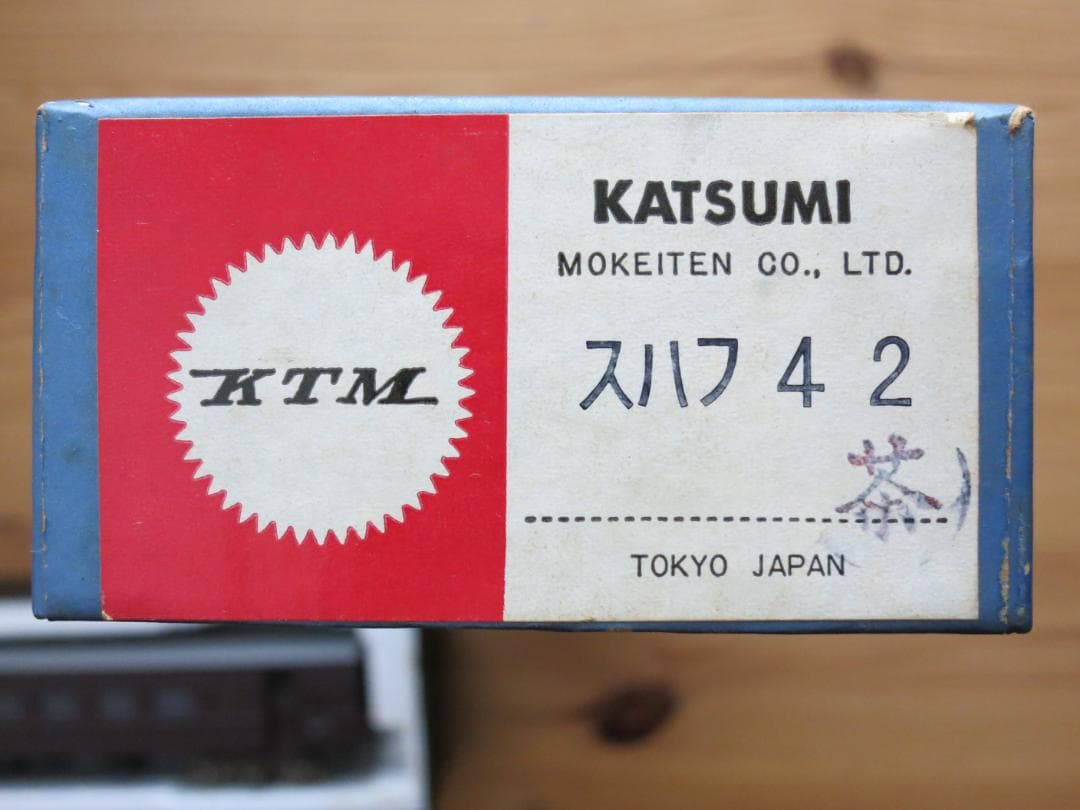 KTM
KATSUMI
MOKEITEN CO., LTD.
スハフ 4 2
茶)
TOKYO JAPAN